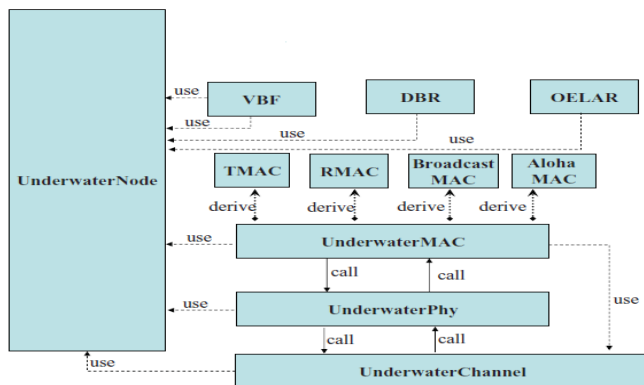 use
VBF
DBR
OELAR
use
use
use
UnderwaterNode
TMAC
RMAC
Broadcast
MAC
Aloha
MAC
derive
derive
derive
derive
use
UnderwaterMAC
call
call
use
UnderwaterPhy
use
call
call
use
UnderwaterChannel